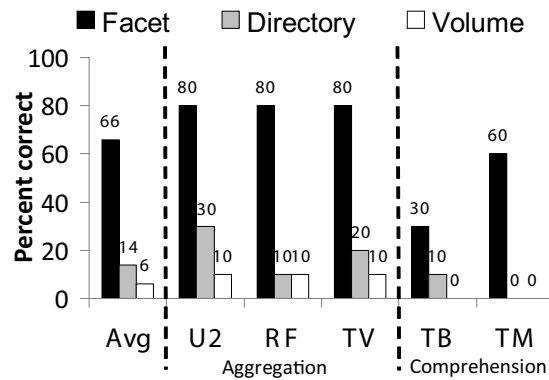 Facet Directory Volume
Percent correct
100
80
60
40
20
0
66 14 6
80 30 10
80 10 10
80 20 10
30 10 0
60 0 0
Avg U2 RF TV TB TM
Aggregation Comprehension